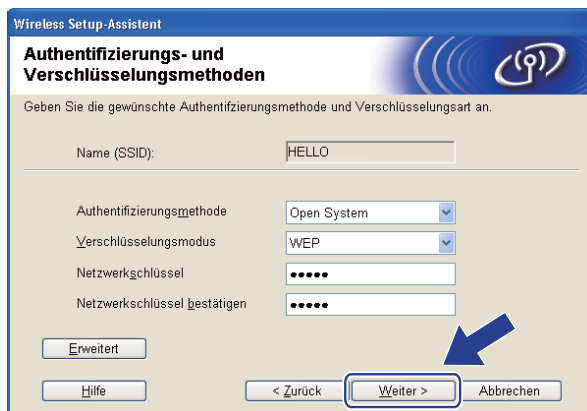 Wireless Setup-Assistent
Authentifizierungs- und
Verschlüsselungsmethoden
Geben Sie die gewünschte Authentifzierungsmethode und Verschlüsselungsart an.
Name (SSID): HELLO
Authentifizierungsmethode Open System
Verschlüsselungsmodus WEP
Netzwerkschlüssel •••••
Netzwerkschlüssel bestätigen •••••
Erweitert
Hilfe < Zurück Weiter > Abbrechen